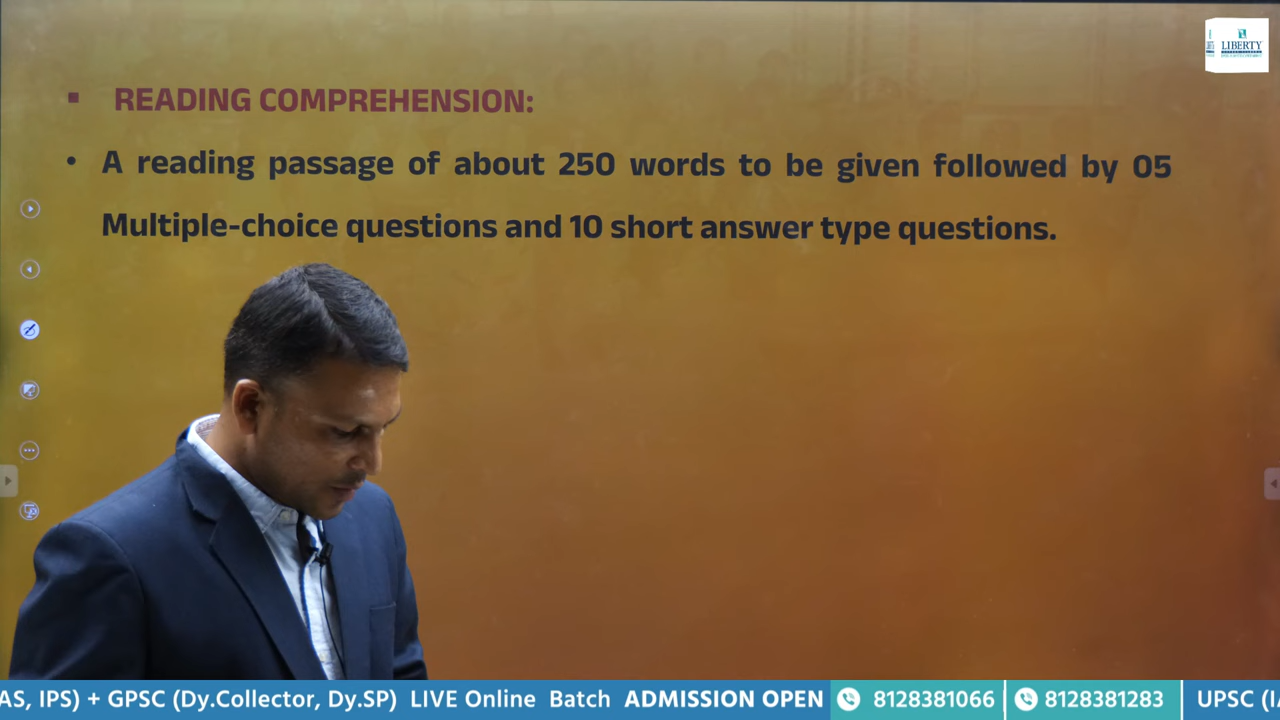 LIBERTY
▪ READING COMPREHENSION:
• A reading passage of about 250 words to be given followed by 05
Multiple-choice questions and 10 short answer type questions.
AS, IPS) + GPSC (Dy.Collector, Dy.SP) LIVE Online Batch ADMISSION OPEN 8128381066 8128381283 UPSC (I